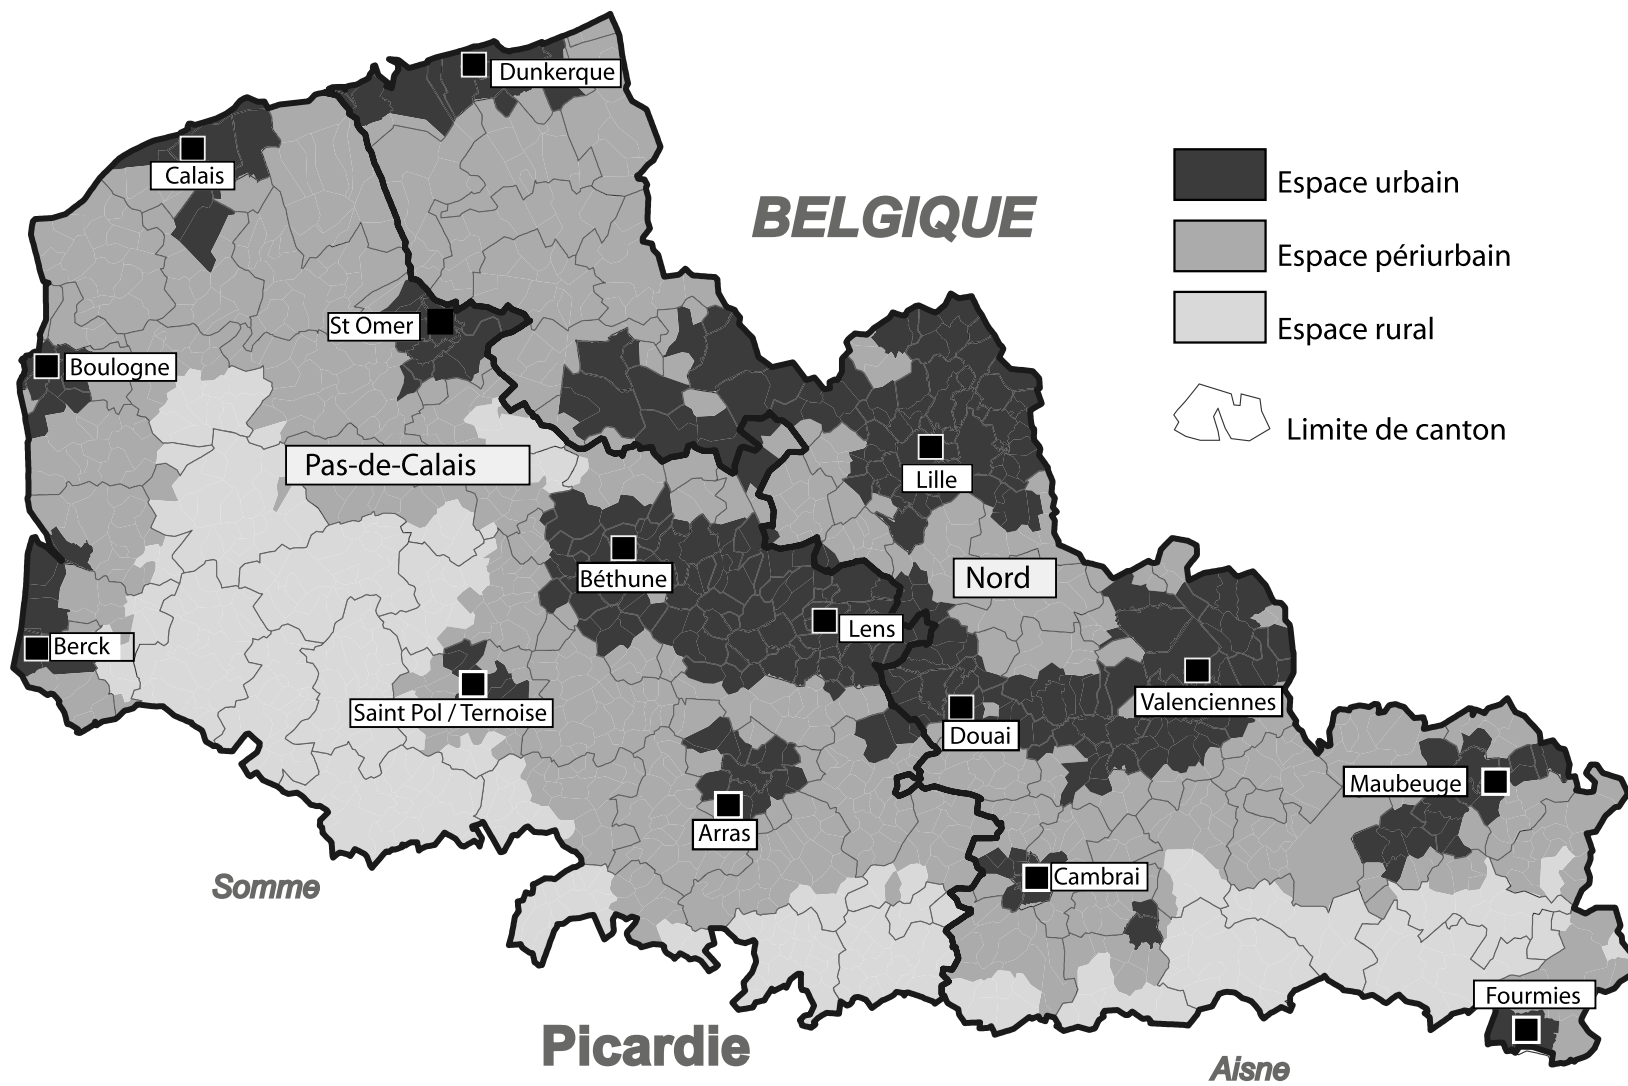 Dunkerque
Calais
BELGIQUE
Espace urbain
Espace périurbain
Espace rural
St Omer
Boulogne
Limite de canton
Pas-de-Calais
Lille
Béthune
Nord
Lens
Berck
Saint Pol / Ternoise
Valenciennes
Douai
Maubeuge
Arras
Somme
Cambrai
Fourmies
Picardie
Aisne